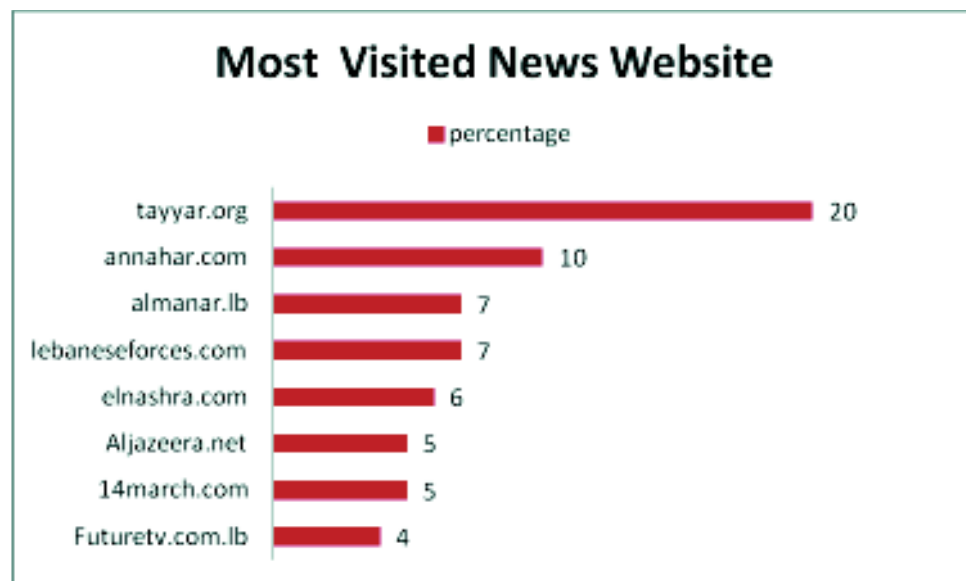 Most Visited News Website
percentage
tayyar.org 20
annahar.com 10
almanar.lb 7
lebaneseforces.com 7
elnashra.com 6
Aljazeera.net 5
14march.com 5
Futuretv.com.lb 4